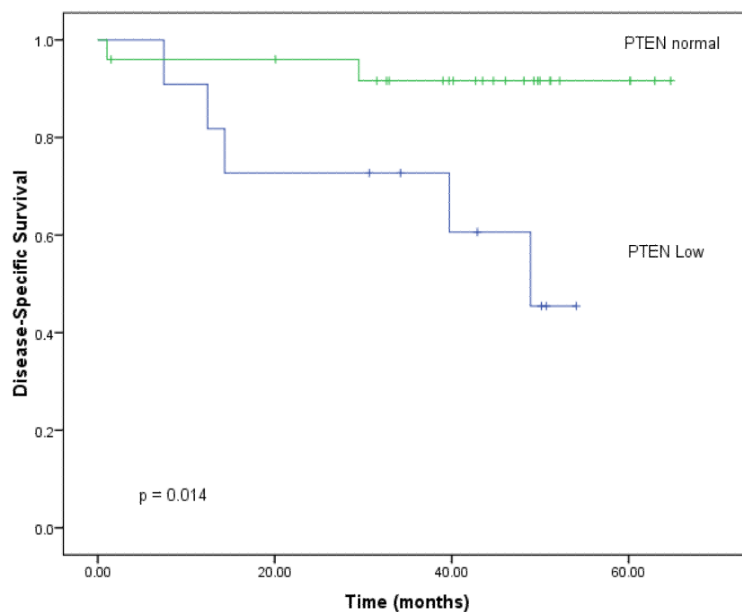 PTEN normal
1.0
0.8
Disease-Specific Survival
0.6
PTEN Low
0.4
0.2
p = 0.014
0.0
0.00 20.00 40.00 60.00
Time (months)